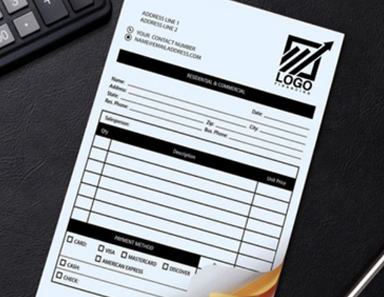 ADDRESS LINE 1
ADDRESS LINE 2
YOUR CONTACT NUMBER
NAME@EMAILADDRESS.COM
LOGO
RESIDENTIAL & COMMERCIAL
Name: Date:
Address:
State: Zip: City:
Res. Phone: Bus. Phone:
Salesperson:
Qty Description Unit Price
PAYMENT METHOD
CARD: VISA MASTERCARD DISCOVER
AMERICAN EXPRESS
CASH:
CHECK: